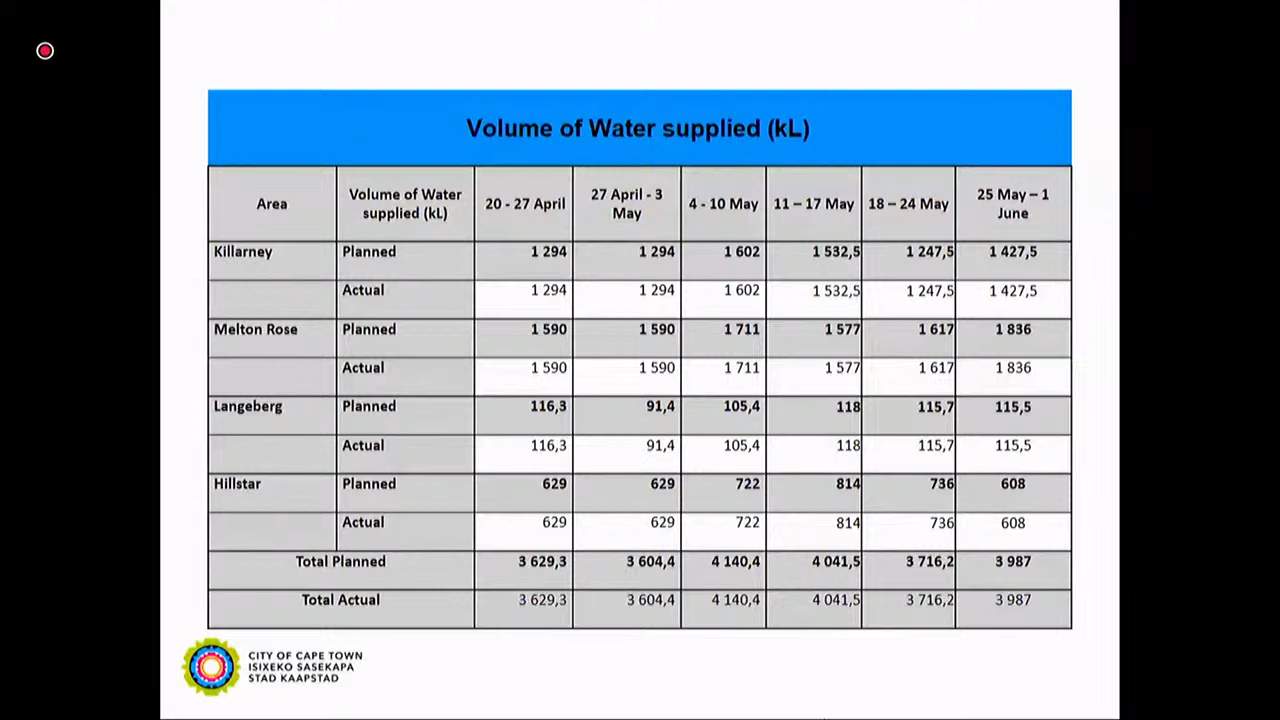 Volume of Water supplied (kL)
Area Volume of Water supplied (kL) 20 - 27 April 27 April - 3 May 4 - 10 May 11 – 17 May 18 – 24 May 25 May – 1 June
Killarney Planned 1 294 1 294 1 602 1 532,5 1 247,5 1 427,5
Actual 1 294 1 294 1 602 1 532,5 1 247,5 1 427,5
Melton Rose Planned 1 590 1 590 1 711 1 577 1 617 1 836
Actual 1 590 1 590 1 711 1 577 1 617 1 836
Langeberg Planned 116,3 91,4 105,4 118 115,7 115,5
Actual 116,3 91,4 105,4 118 115,7 115,5
Hillstar Planned 629 629 722 814 736 608
Actual 629 629 722 814 736 608
Total Planned 3 629,3 3 604,4 4 140,4 4 041,5 3 716,2 3 987
Total Actual 3 629,3 3 604,4 4 140,4 4 041,5 3 716,2 3 987
CITY OF CAPE TOWN
ISIXEKO SASEKAPA
STAD KAAPSTAD